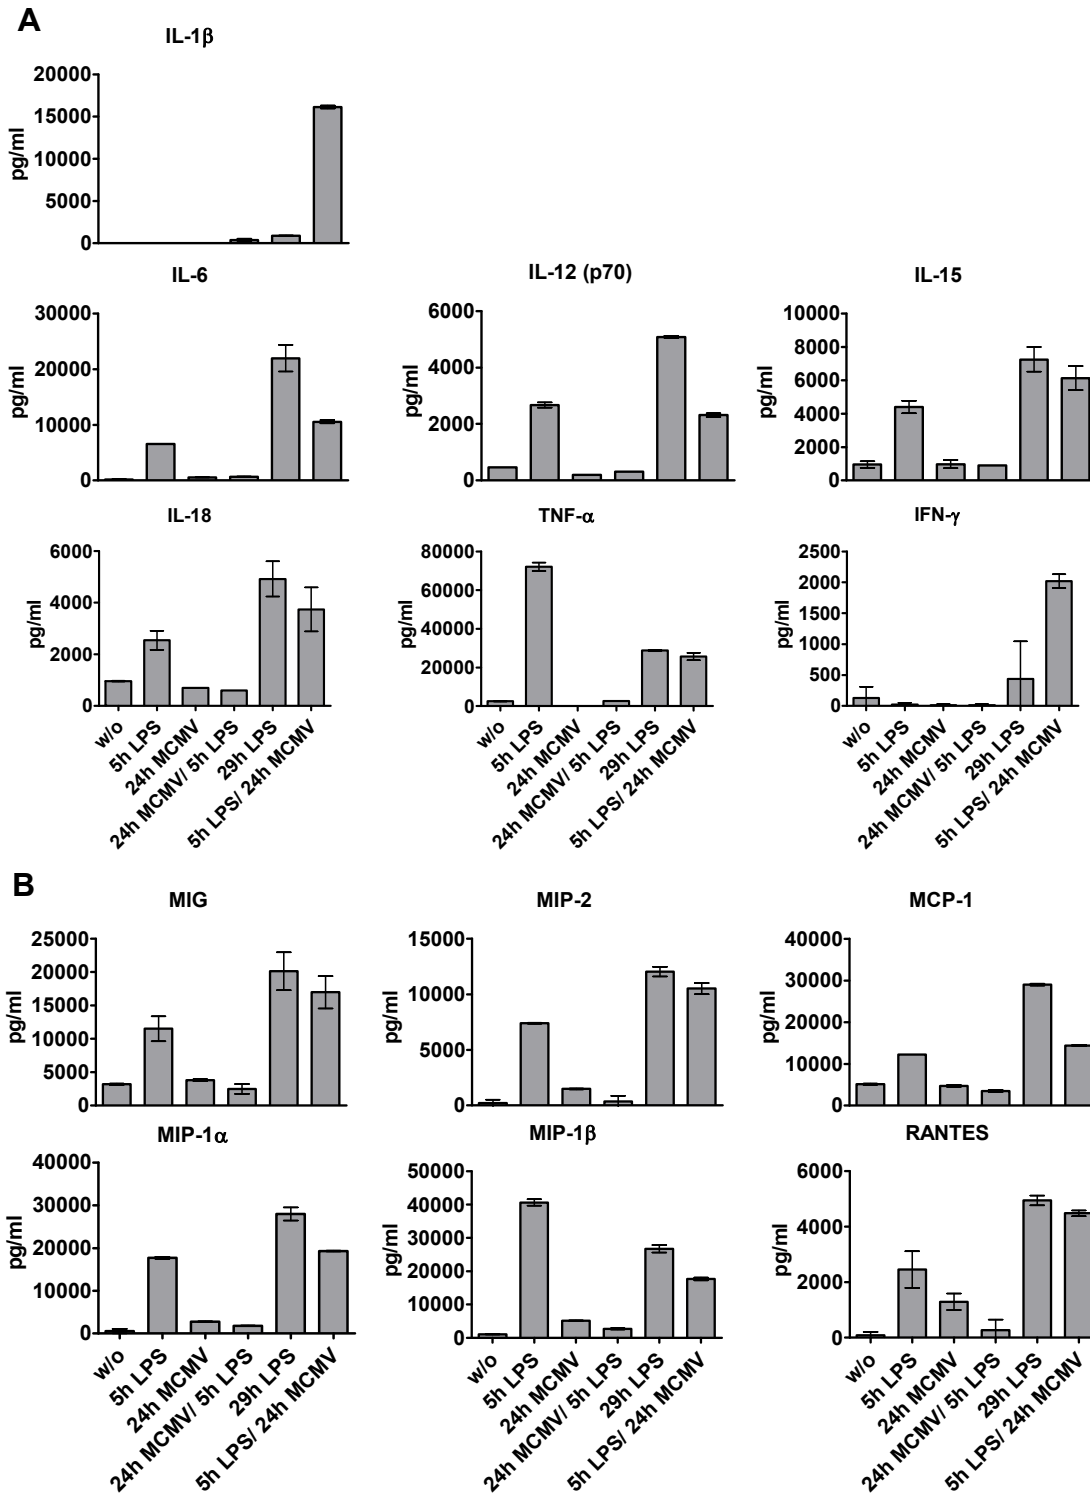 A
IL-1β
20000
15000
10000
5000
0
pg/ml
IL-6
30000
20000
10000
0
pg/ml
IL-12 (p70)
6000
4000
2000
0
pg/ml
IL-15
10000
8000
6000
4000
2000
0
pg/ml
IL-18
6000
4000
2000
0
pg/ml
w/o
5h LPS
24h MCMV
24h MCMV/ 5h LPS
29h LPS
5h LPS/ 24h MCMV
TNF-α
80000
60000
40000
20000
0
pg/ml
w/o
5h LPS
24h MCMV
24h MCMV/ 5h LPS
29h LPS
5h LPS/ 24h MCMV
IFN-γ
2500
2000
1500
1000
500
0
pg/ml
w/o
5h LPS
24h MCMV
24h MCMV/ 5h LPS
29h LPS
5h LPS/ 24h MCMV
B
MIG
25000
20000
15000
10000
5000
0
pg/ml
MIP-2
15000
10000
5000
0
pg/ml
MCP-1
40000
30000
20000
10000
0
pg/ml
MIP-1α
40000
30000
20000
10000
0
pg/ml
w/o
5h LPS
24h MCMV
24h MCMV/ 5h LPS
29h LPS
5h LPS/ 24h MCMV
MIP-1β
50000
40000
30000
20000
10000
0
pg/ml
w/o
5h LPS
24h MCMV
24h MCMV/ 5h LPS
29h LPS
5h LPS/ 24h MCMV
RANTES
6000
4000
2000
0
pg/ml
w/o
5h LPS
24h MCMV
24h MCMV/ 5h LPS
29h LPS
5h LPS/ 24h MCMV